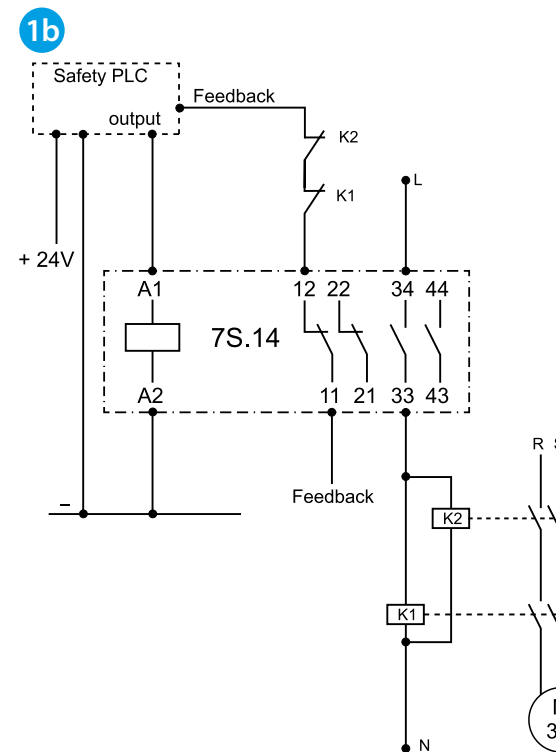 1b
Safety PLC
output
Feedback
K2
K1
L
+ 24V
A1 12 22 34 44
7S.14
A2 11 21 33 43
Feedback
–
R
K2
K1
3
N